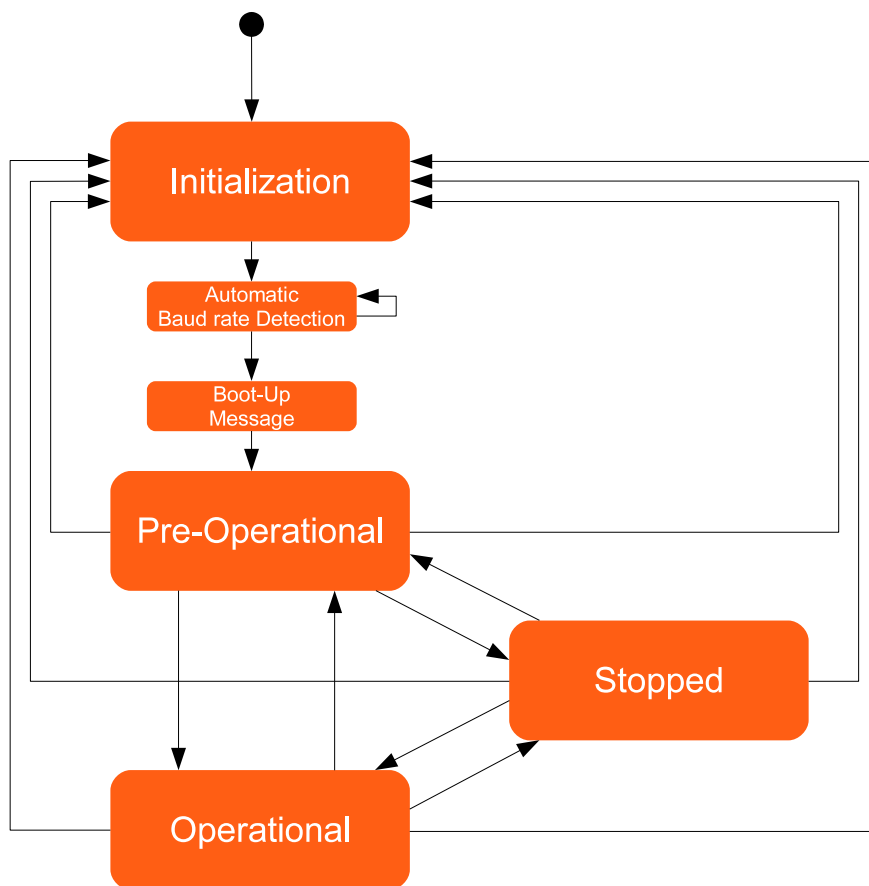 Initialization
Automatic
Baud rate Detection
Boot-Up
Message
Pre-Operational
Stopped
Operational